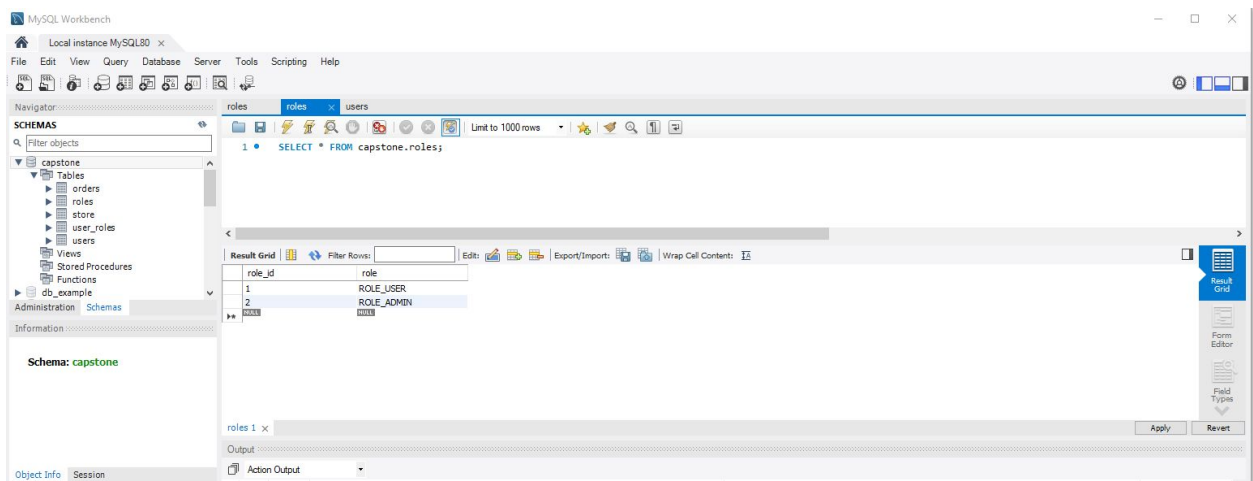 MySQL Workbench
Local instance MySQL80
File Edit View Query Database Server Tools Scripting Help
Navigator
SCHEMAS
Filter objects
capstone
Tables
orders
roles
store
user_roles
users
Views
Stored Procedures
Functions
db_example
Administration Schemas
Information
Schema: capstone
Object Info Session
roles roles users
Limit to 1000 rows
1 SELECT * FROM capstone.roles;
Result Grid Filter Rows: Edit: Export/Import: Wrap Cell Content: IA
role_id role
1 ROLE_USER
2 ROLE_ADMIN
NULL NULL
Result
Grid
Form
Editor
Field
Types
roles 1 Apply Revert
Output
Action Output